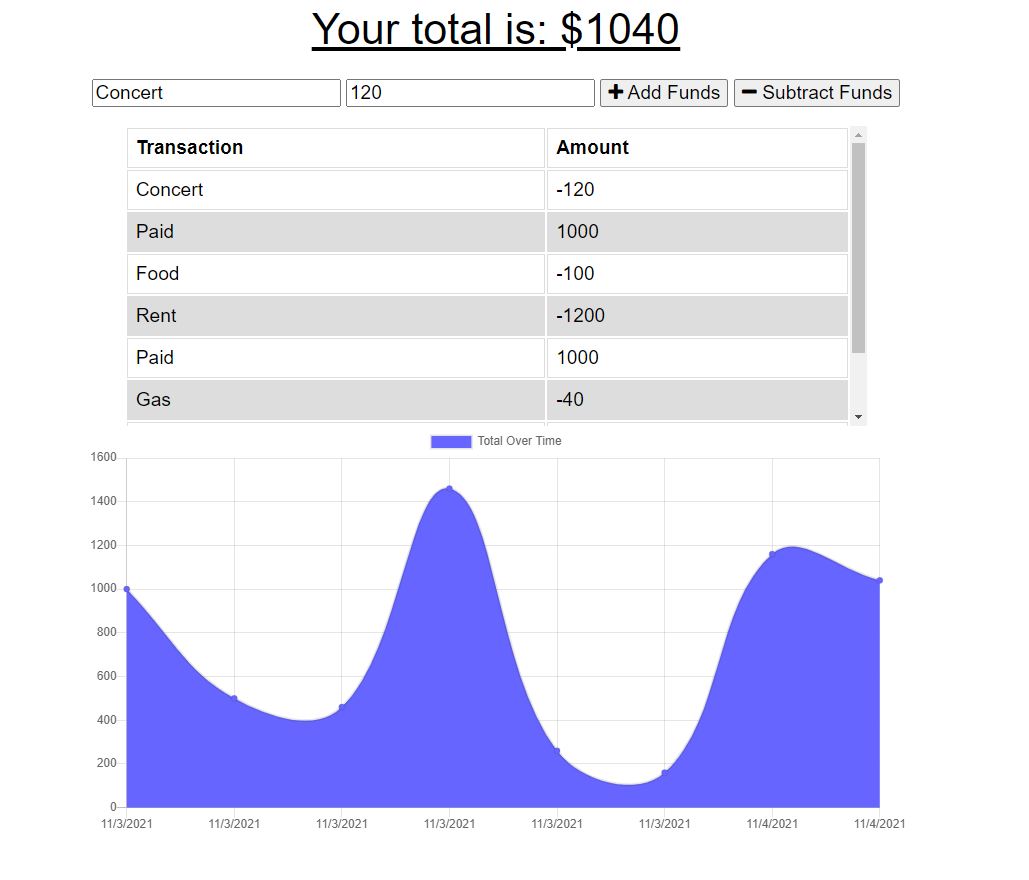 Your total is: $1040
Concert 120 Add Funds Subtract Funds
Transaction Amount
Concert -120
Paid 1000
Food -100
Rent -1200
Paid 1000
Gas -40
Total Over Time
1600
1400
1200
1000
800
600
400
200
0
11/3/2021 11/3/2021 11/3/2021 11/3/2021 11/3/2021 11/3/2021 11/4/2021 11/4/2021